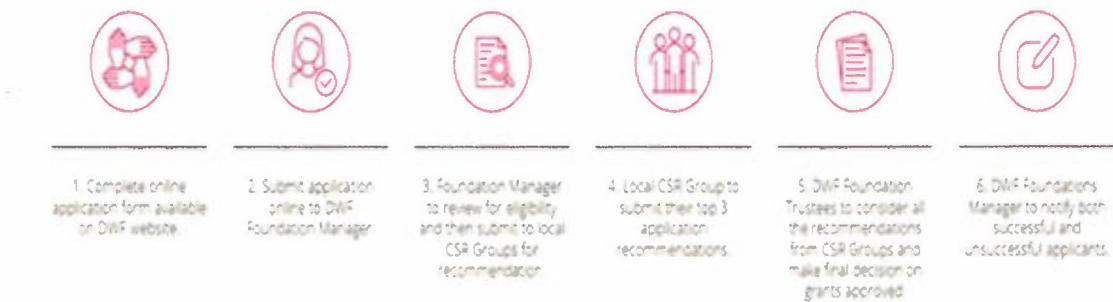 1. Complete online
application form available
on DWF website.
2. Submit application
online to DWF
Foundation Manager
3. Foundation Manager
to review for eligibility
and then submit to local
CSR Groups for
recommendation
4. Local CSR Group to
submit their top 3
application
recommendations.
5. DWF Foundation
Trustees to consider all
the recommendations
from CSR Groups and
make final decision on
grants approved
6. DWF Foundations
Manager to notify both
successful and
unsuccessful applicants.